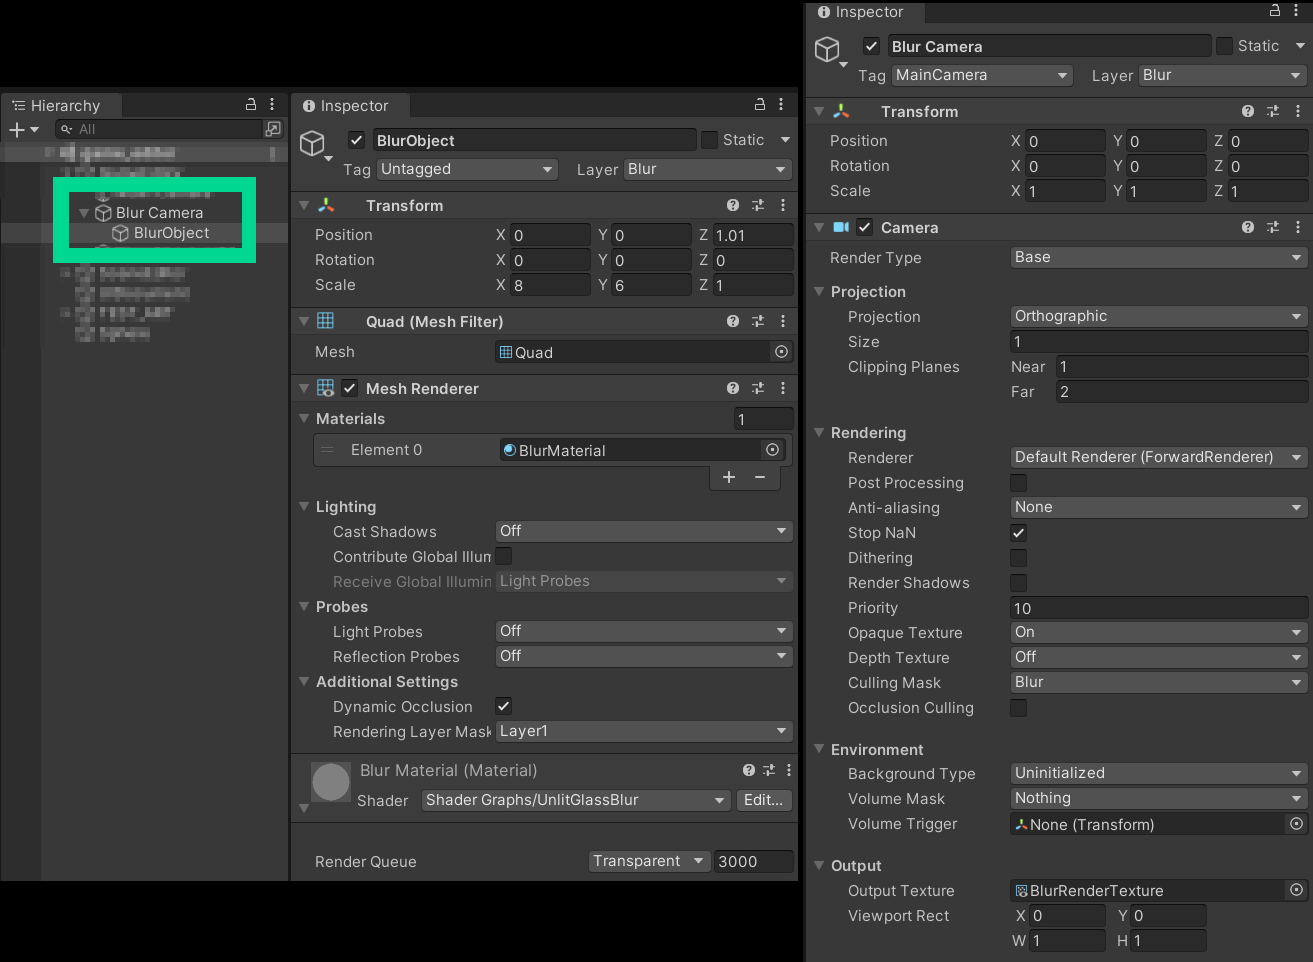 Hierarchy
All
Blur Camera
BlurObject
Inspector
BlurObject
Static
Tag Untagged Layer Blur
Transform
Position X 0 Y 0 Z 1.01
Rotation X 0 Y 0 Z 0
Scale X 8 Y 6 Z 1
Quad (Mesh Filter)
Mesh Quad
Mesh Renderer
Materials 1
Element 0 BlurMaterial
Lighting
Cast Shadows Off
Contribute Global Illum
Receive Global Illumin Light Probes
Probes
Light Probes Off
Reflection Probes Off
Additional Settings
Dynamic Occlusion
Rendering Layer Mask Layer1
Blur Material (Material)
Shader Shader Graphs/UnlitGlassBlur Edit...
Render Queue Transparent 3000
Inspector
Blur Camera Static
Tag MainCamera Layer Blur
Transform
Position X 0 Y 0 Z 0
Rotation X 0 Y 0 Z 0
Scale X 1 Y 1 Z 1
Camera
Render Type Base
Projection
Projection Orthographic
Size 1
Clipping Planes Near 1
Far 2
Rendering
Renderer Default Renderer (ForwardRenderer)
Post Processing
Anti-aliasing None
Stop NaN
Dithering
Render Shadows
Priority 10
Opaque Texture On
Depth Texture Off
Culling Mask Blur
Occlusion Culling
Environment
Background Type Uninitialized
Volume Mask Nothing
Volume Trigger None (Transform)
Output
Output Texture BlurRenderTexture
Viewport Rect X 0 Y 0
W 1 H 1